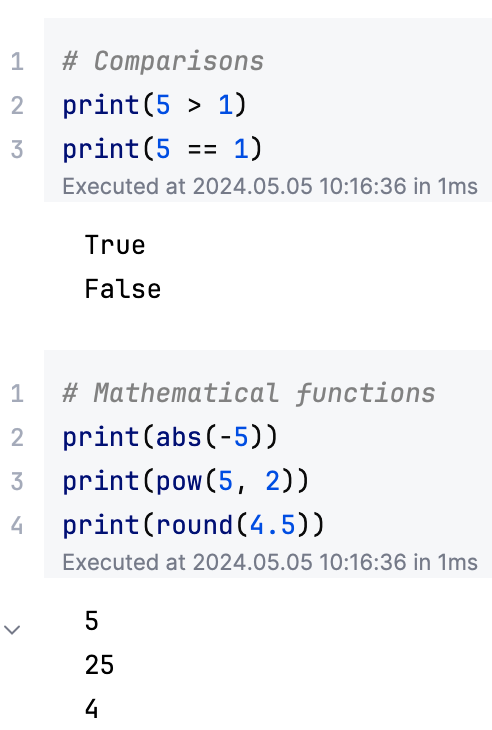 1 # Comparisons
2 print(5 > 1)
3 print(5 == 1)
Executed at 2024.05.05 10:16:36 in 1ms
True
False
1 # Mathematical functions
2 print(abs(-5))
3 print(pow(5, 2))
4 print(round(4.5))
Executed at 2024.05.05 10:16:36 in 1ms
5
25
4